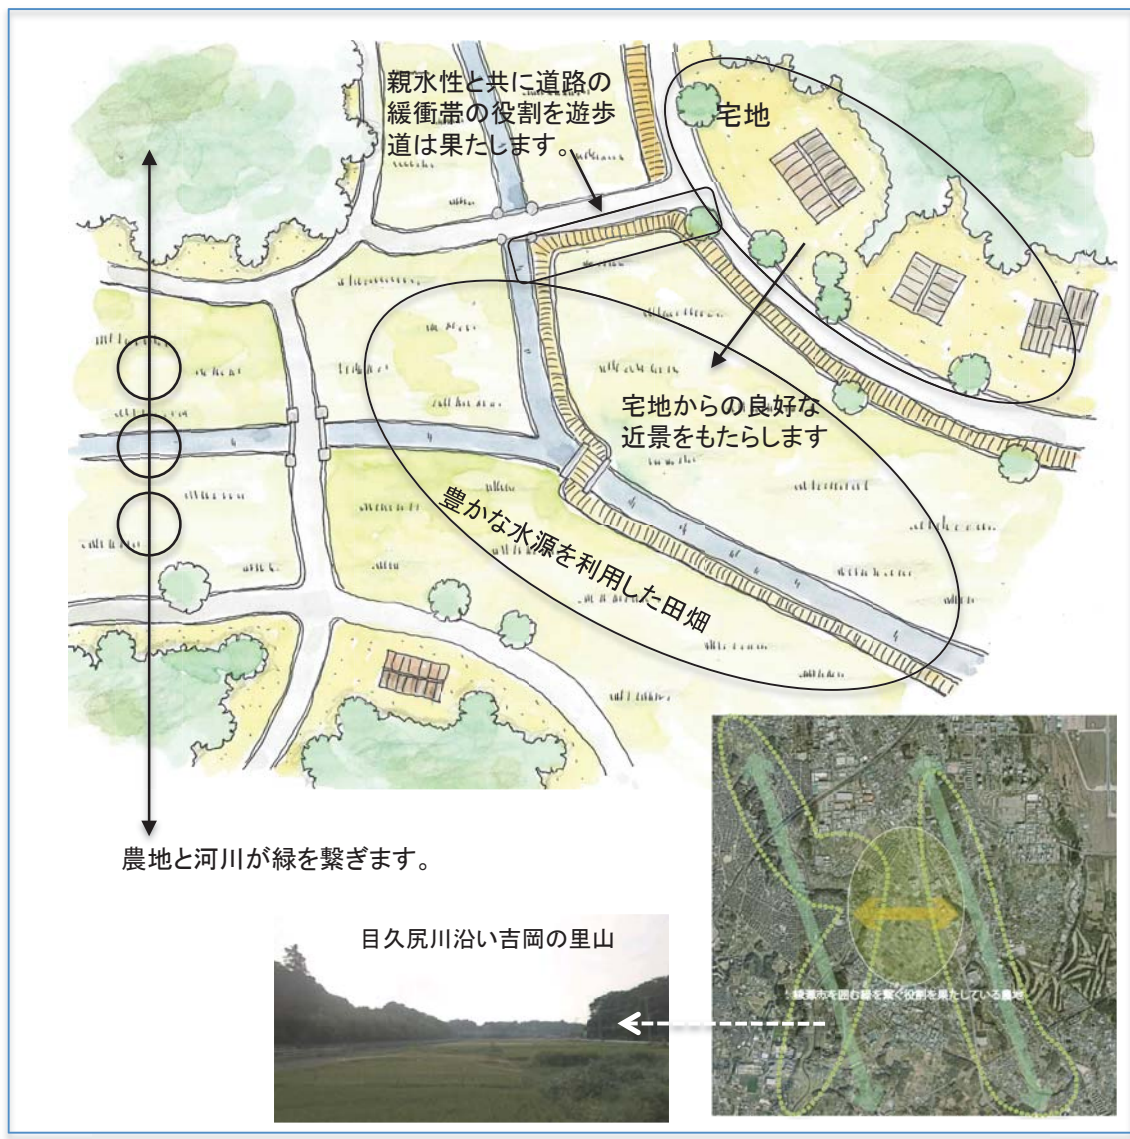 親水性と共に道路の
緩衝帯の役割を遊歩
道は果たします。
宅地
宅地からの良好な
近景をもたらします
豊かな水源を利用した田畑
農地と河川が緑を繋ぎます。
目久尻川沿い吉岡の里山
綾瀬市を囲む緑を繋ぐ役割を果たしている農地